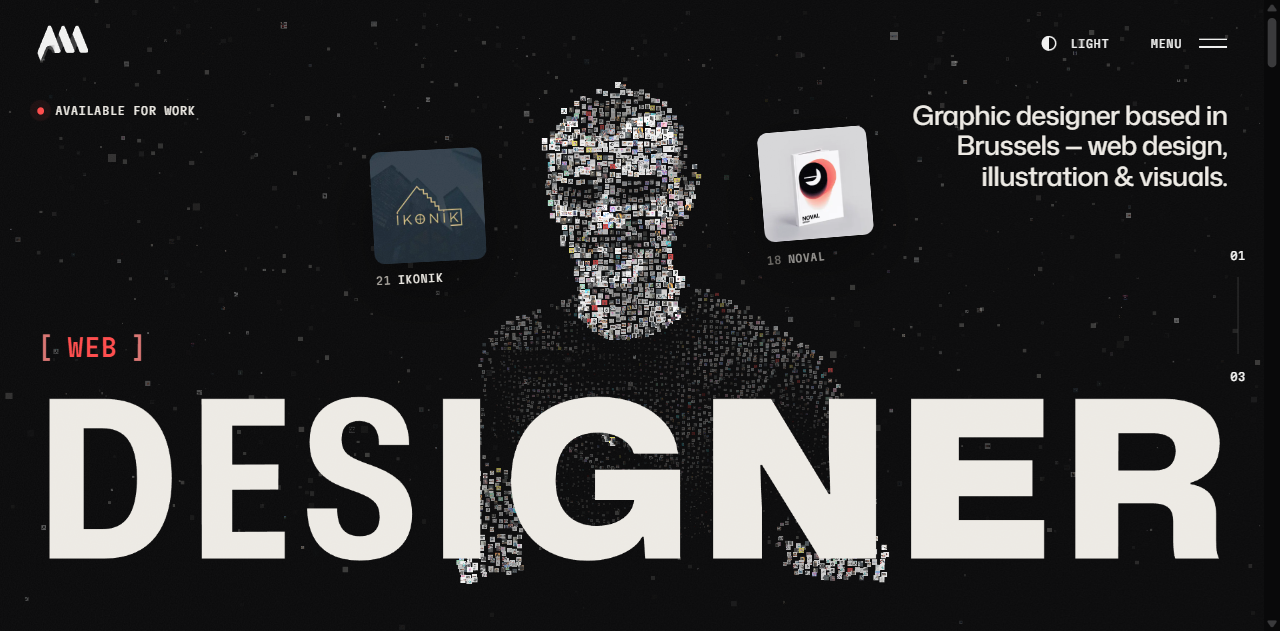 LIGHT
MENU
AVAILABLE FOR WORK
Graphic designer based in
Brussels — web design,
illustration & visuals.
IKONIK
NOVAL
21 IKONIK
18 NOVAL
01
[ WEB ]
03
DESIGNER